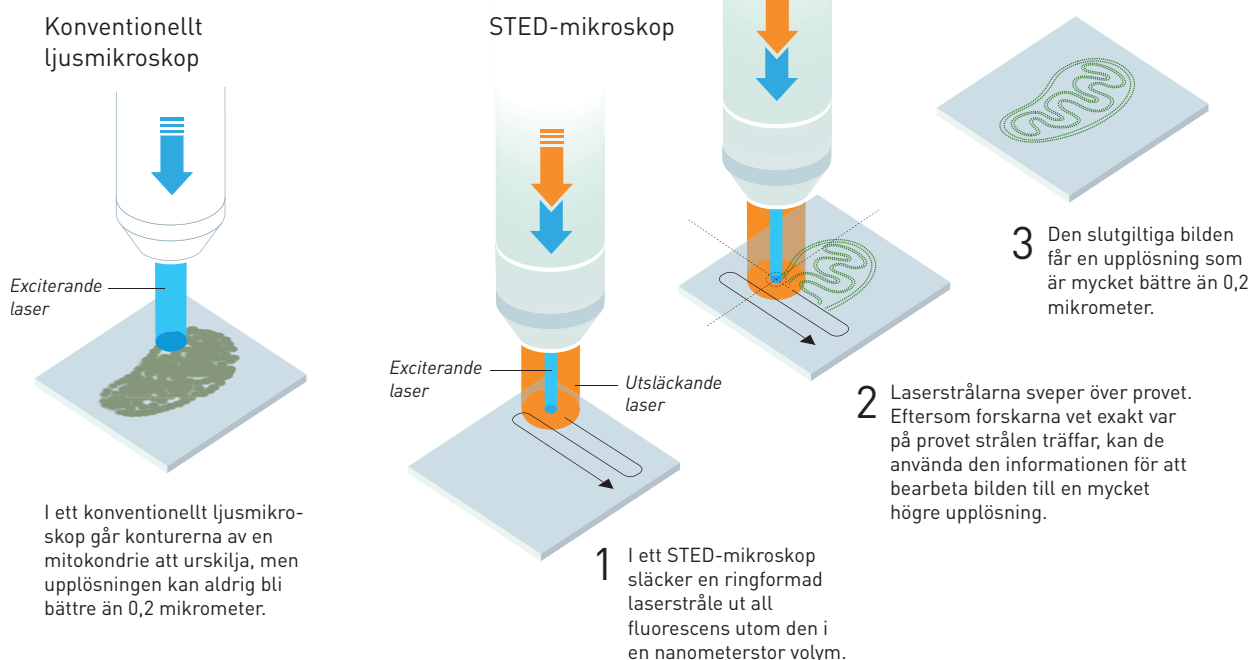 Konventionellt
ljusmikroskop
Exciterande
laser
I ett konventionellt ljusmikro-
skop går konturerna av en
mitokondrie att urskilja, men
upplösningen kan aldrig bli
bättre än 0,2 mikrometer.
STED-mikroskop
Exciterande
laser
Utsläckande
laser
1 I ett STED-mikroskop
släcker en ringformad
laserstråle ut all
fluorescens utom den i
en nanometerstor volym.
2 Laserstrålarna sveper över provet.
Eftersom forskarna vet exakt var
på provet strålen träffar, kan de
använda den informationen för att
bearbeta bilden till en mycket
högre upplösning.
3 Den slutgiltiga bilden
får en upplösning som
är mycket bättre än 0,2
mikrometer.